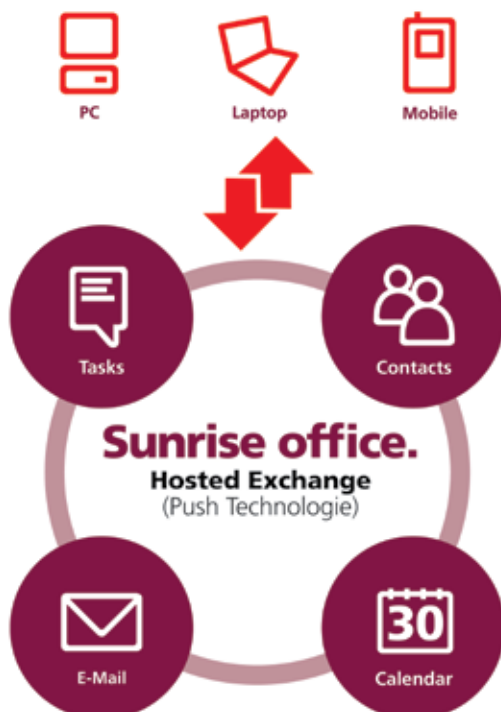 PC
Laptop
Mobile
Tasks
Contacts
Sunrise office.
Hosted Exchange
(Push Technologie)
E-Mail
30
Calendar